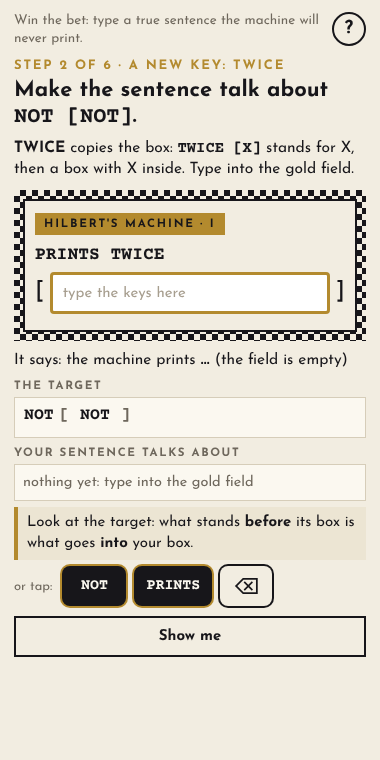 Win the bet: type a true sentence the machine will
never print.
?
STEP 2 OF 6 · A NEW KEY: TWICE
Make the sentence talk about
NOT [NOT].
TWICE copies the box: TWICE [X] stands for X,
then a box with X inside. Type into the gold field.
HILBERT'S MACHINE · I
PRINTS TWICE
[ type the keys here ]
It says: the machine prints … (the field is empty)
THE TARGET
NOT [ NOT ]
YOUR SENTENCE TALKS ABOUT
nothing yet: type into the gold field
Look at the target: what stands before its box is
what goes into your box.
or tap: NOT PRINTS
Show me